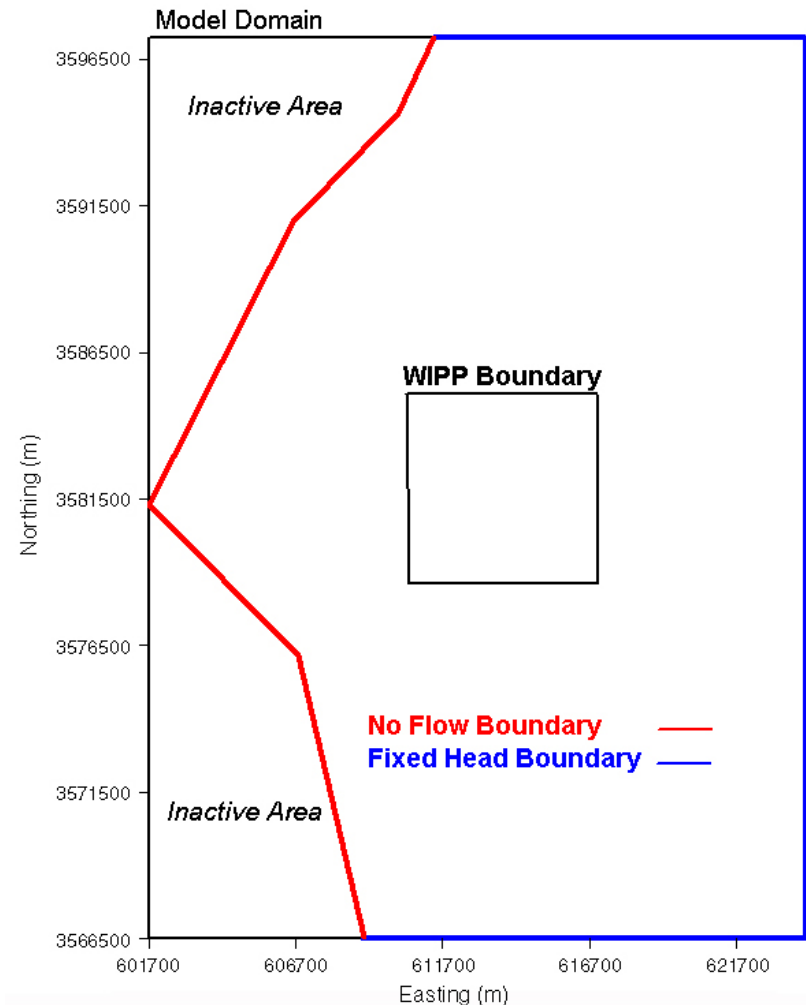 Model Domain
3596500
Inactive Area
3591500
3586500
WIPP Boundary
3581500
Northing (m)
3576500
No Flow Boundary
Fixed Head Boundary
3571500
Inactive Area
3566500
601700 606700 611700 616700 621700
Easting (m)